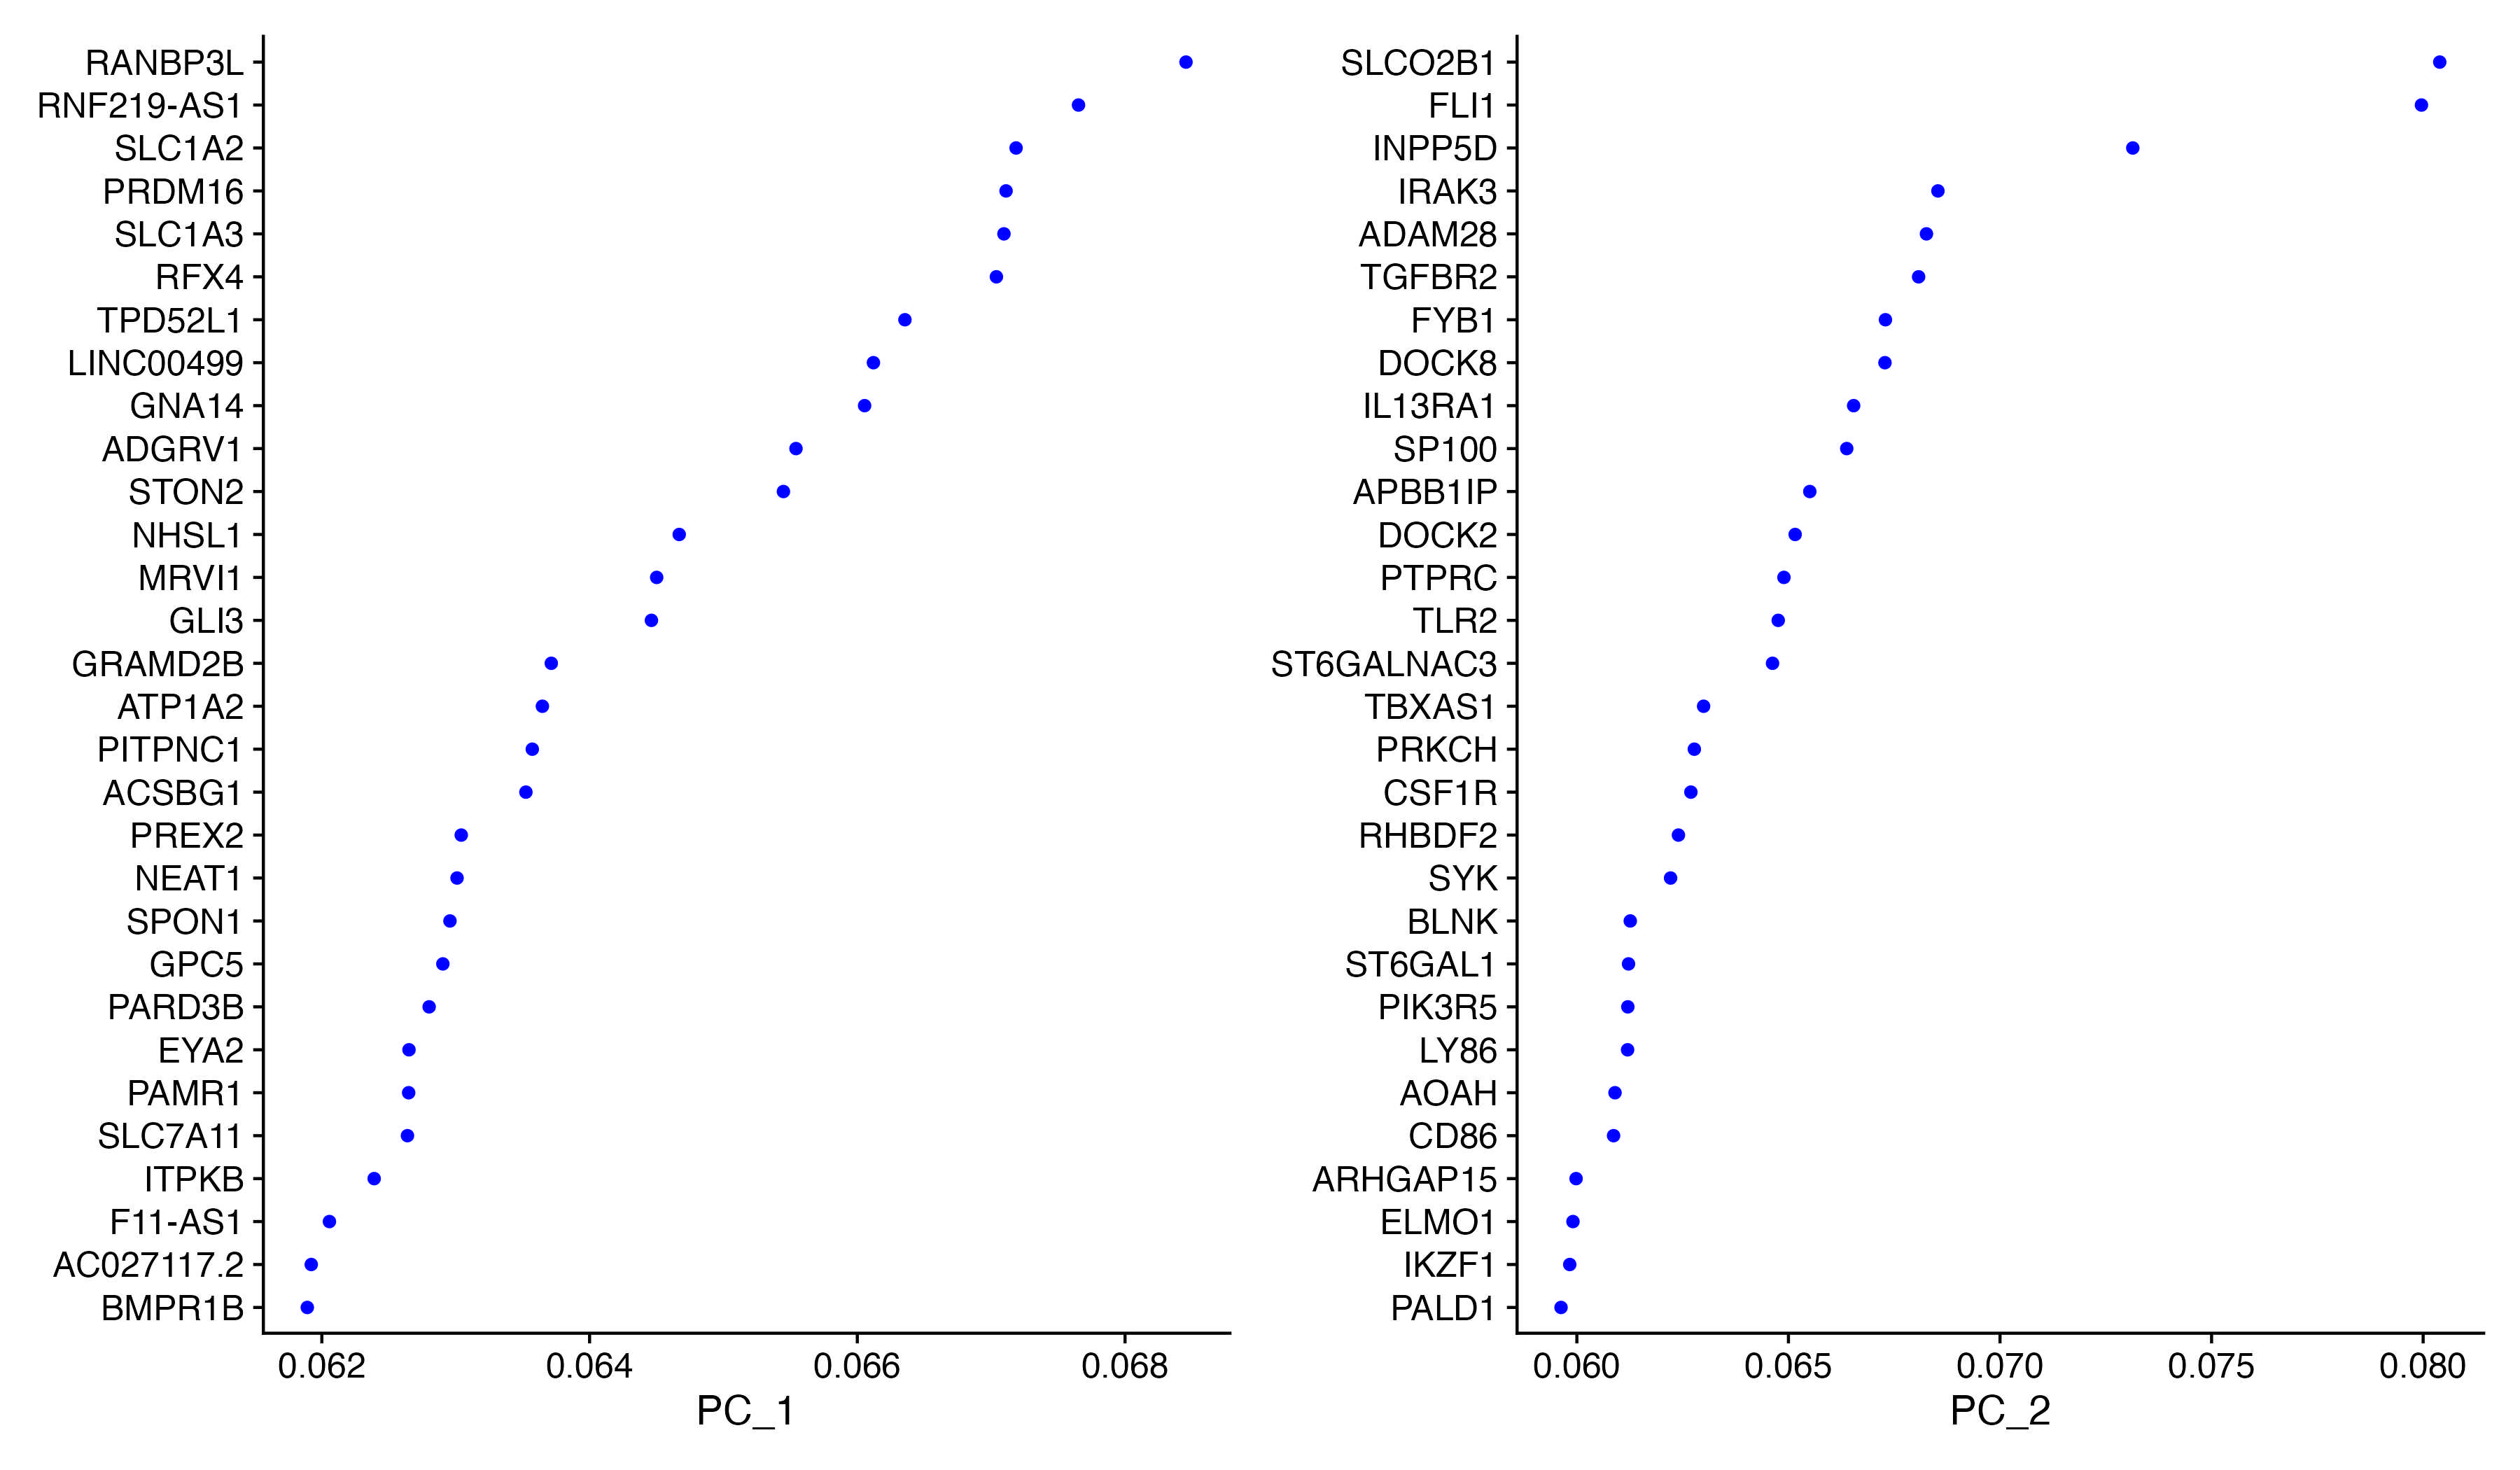 RANBP3L
RNF219-AS1
SLC1A2
PRDM16
SLC1A3
RFX4
TPD52L1
LINC00499
GNA14
ADGRV1
STON2
NHSL1
MRVI1
GLI3
GRAMD2B
ATP1A2
PITPNC1
ACSBG1
PREX2
NEAT1
SPON1
GPC5
PARD3B
EYA2
PAMR1
SLC7A11
ITPKB
F11-AS1
AC027117.2
BMPR1B
0.062 0.064 0.066 0.068
PC_1
SLCO2B1
FLI1
INPP5D
IRAK3
ADAM28
TGFBR2
FYB1
DOCK8
IL13RA1
SP100
APBB1IP
DOCK2
PTPRC
TLR2
ST6GALNAC3
TBXAS1
PRKCH
CSF1R
RHBDF2
SYK
BLNK
ST6GAL1
PIK3R5
LY86
AOAH
CD86
ARHGAP15
ELMO1
IKZF1
PALD1
0.060 0.065 0.070 0.075 0.080
PC_2